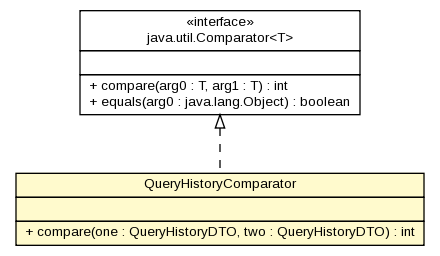 «interface»
java.util.Comparator<T>
+ compare(arg0 : T, arg1 : T) : int
+ equals(arg0 : java.lang.Object) : boolean
QueryHistoryComparator
+ compare(one : QueryHistoryDTO, two : QueryHistoryDTO) : int